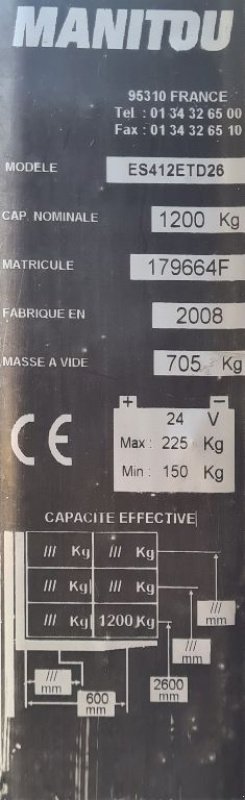 MANITOU
95310 FRANCE
Tel : 01 34 32 65 00
Fax : 01 34 32 65 10
MODELE ES412ETD26
CAP. NOMINALE 1200 Kg
MATRICULE 179664F
FABRIQUE EN 2008
MASSE A VIDE 705 Kg
+ −
24 V
Max : 225 Kg
Min : 150 Kg
CE
CAPACITE EFFECTIVE
/// Kg /// Kg
/// Kg /// Kg
/// Kg 1200 Kg
/// mm
/// mm
2600 mm
/// mm
600 mm